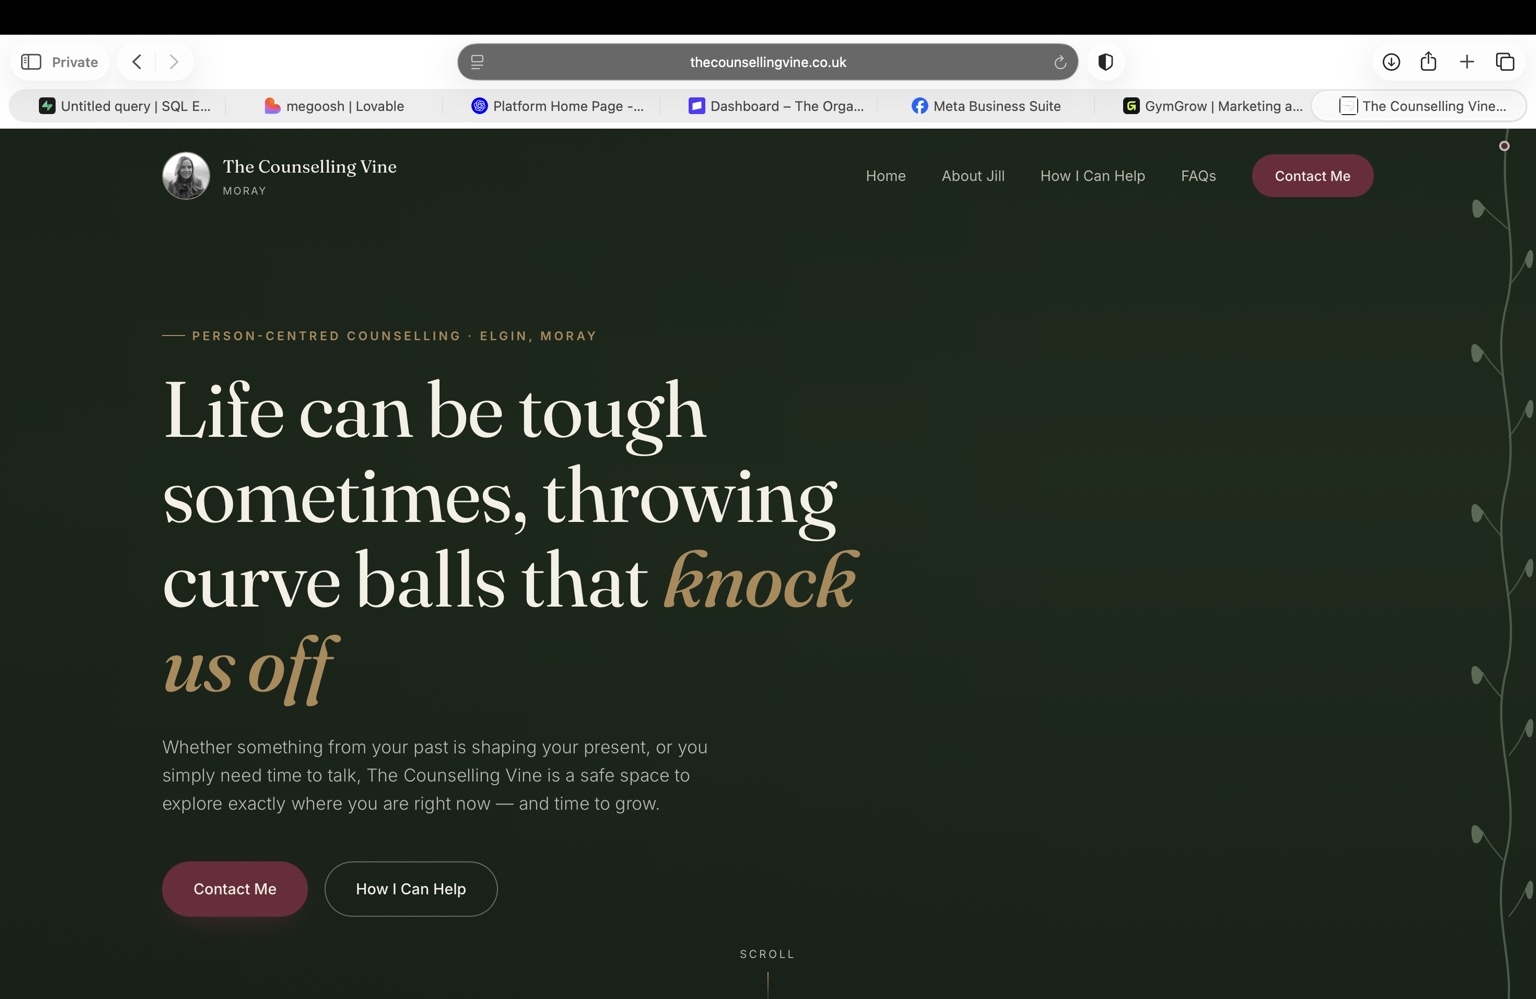 Private
thecounsellingvine.co.uk
Untitled query | SQL E...
megoosh | Lovable
Platform Home Page -...
Dashboard – The Orga...
Meta Business Suite
GymGrow | Marketing a...
The Counselling Vine...
The Counselling Vine
MORAY
Home
About Jill
How I Can Help
FAQs
Contact Me
PERSON-CENTRED COUNSELLING · ELGIN, MORAY
Life can be tough
sometimes, throwing
curve balls that knock
us off
Whether something from your past is shaping your present, or you
simply need time to talk, The Counselling Vine is a safe space to
explore exactly where you are right now — and time to grow.
Contact Me
How I Can Help
SCROLL